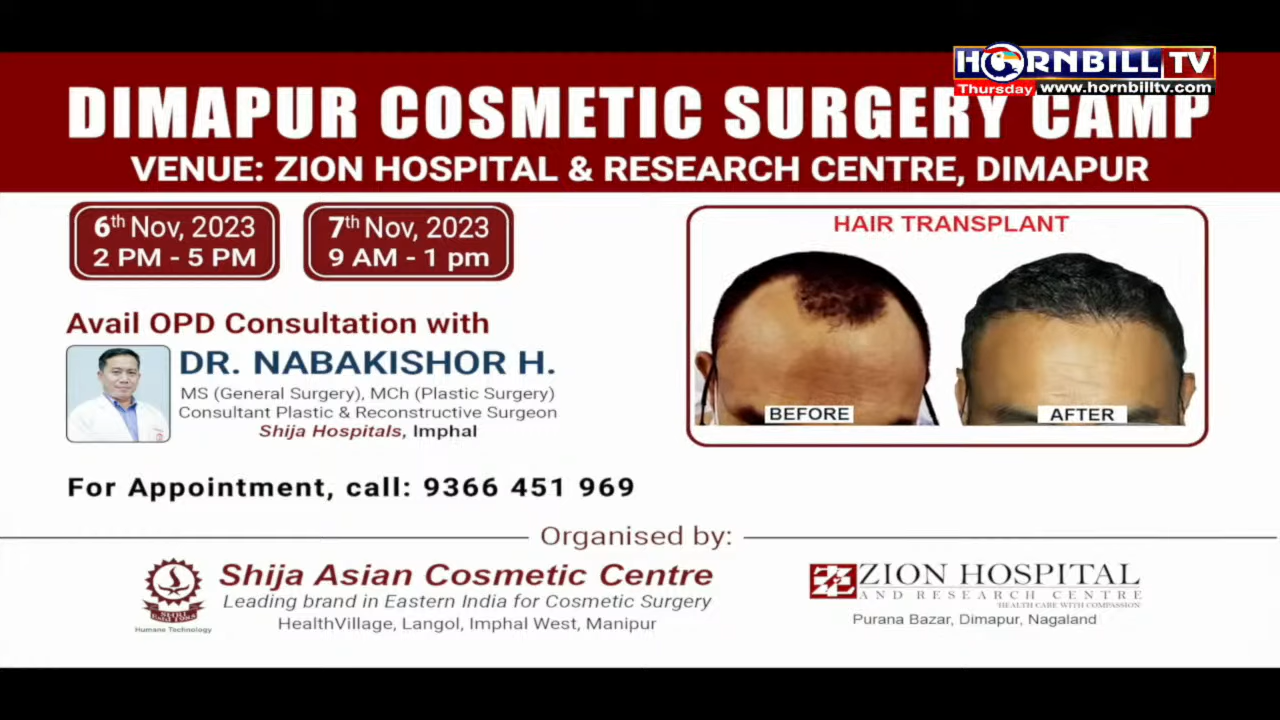 HORNBILL TV
Thursday www.hornbilltv.com
DIMAPUR COSMETIC SURGERY CAMP
VENUE: ZION HOSPITAL & RESEARCH CENTRE, DIMAPUR
6th Nov, 2023
2 PM - 5 PM
7th Nov, 2023
9 AM - 1 pm
HAIR TRANSPLANT
BEFORE
AFTER
Avail OPD Consultation with
DR. NABAKISHOR H.
MS (General Surgery), MCh (Plastic Surgery)
Consultant Plastic & Reconstructive Surgeon
Shija Hospitals, Imphal
For Appointment, call: 9366 451 969
Organised by:
Shija Asian Cosmetic Centre
Leading brand in Eastern India for Cosmetic Surgery
HealthVillage, Langol, Imphal West, Manipur
Humane Technology
ZION HOSPITAL
AND RESEARCH CENTRE
'HEALTH CARE WITH COMPASSION'
Purana Bazar, Dimapur, Nagaland